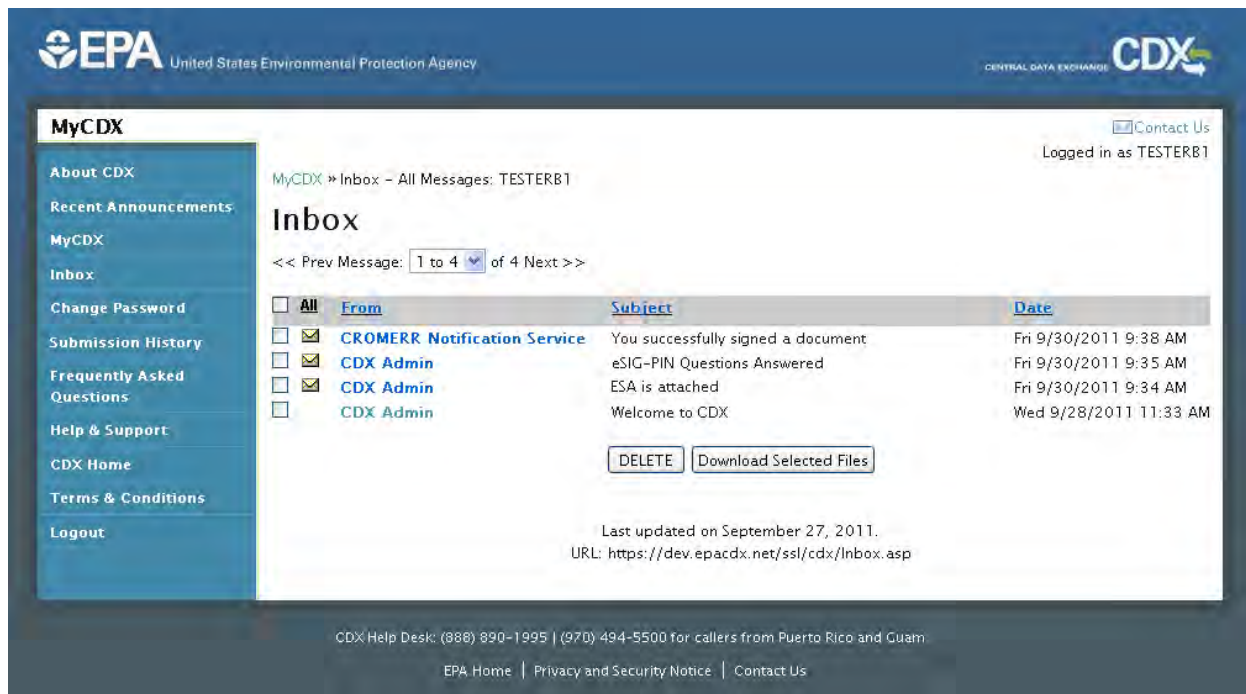 EPA United States Environmental Protection Agency
CENTRAL DATA EXCHANGE CDX
MyCDX
Contact Us
Logged in as TESTERB1
About CDX
Recent Announcements
MyCDX
Inbox
Change Password
Submission History
Frequently Asked
Questions
Help & Support
CDX Home
Terms & Conditions
Logout
MyCDX » Inbox – All Messages: TESTERB1
Inbox
<< Prev Message: 1 to 4 of 4 Next >>
All From Subject Date
CROMERR Notification Service You successfully signed a document Fri 9/30/2011 9:38 AM
CDX Admin eSIG-PIN Questions Answered Fri 9/30/2011 9:35 AM
CDX Admin ESA is attached Fri 9/30/2011 9:34 AM
CDX Admin Welcome to CDX Wed 9/28/2011 11:33 AM
DELETE Download Selected Files
Last updated on September 27, 2011.
URL: https://dev.epacdx.net/ssl/cdx/Inbox.asp
CDX Help Desk: (888) 890-1995 | (970) 494-5500 for callers from Puerto Rico and Guam
EPA Home | Privacy and Security Notice | Contact Us